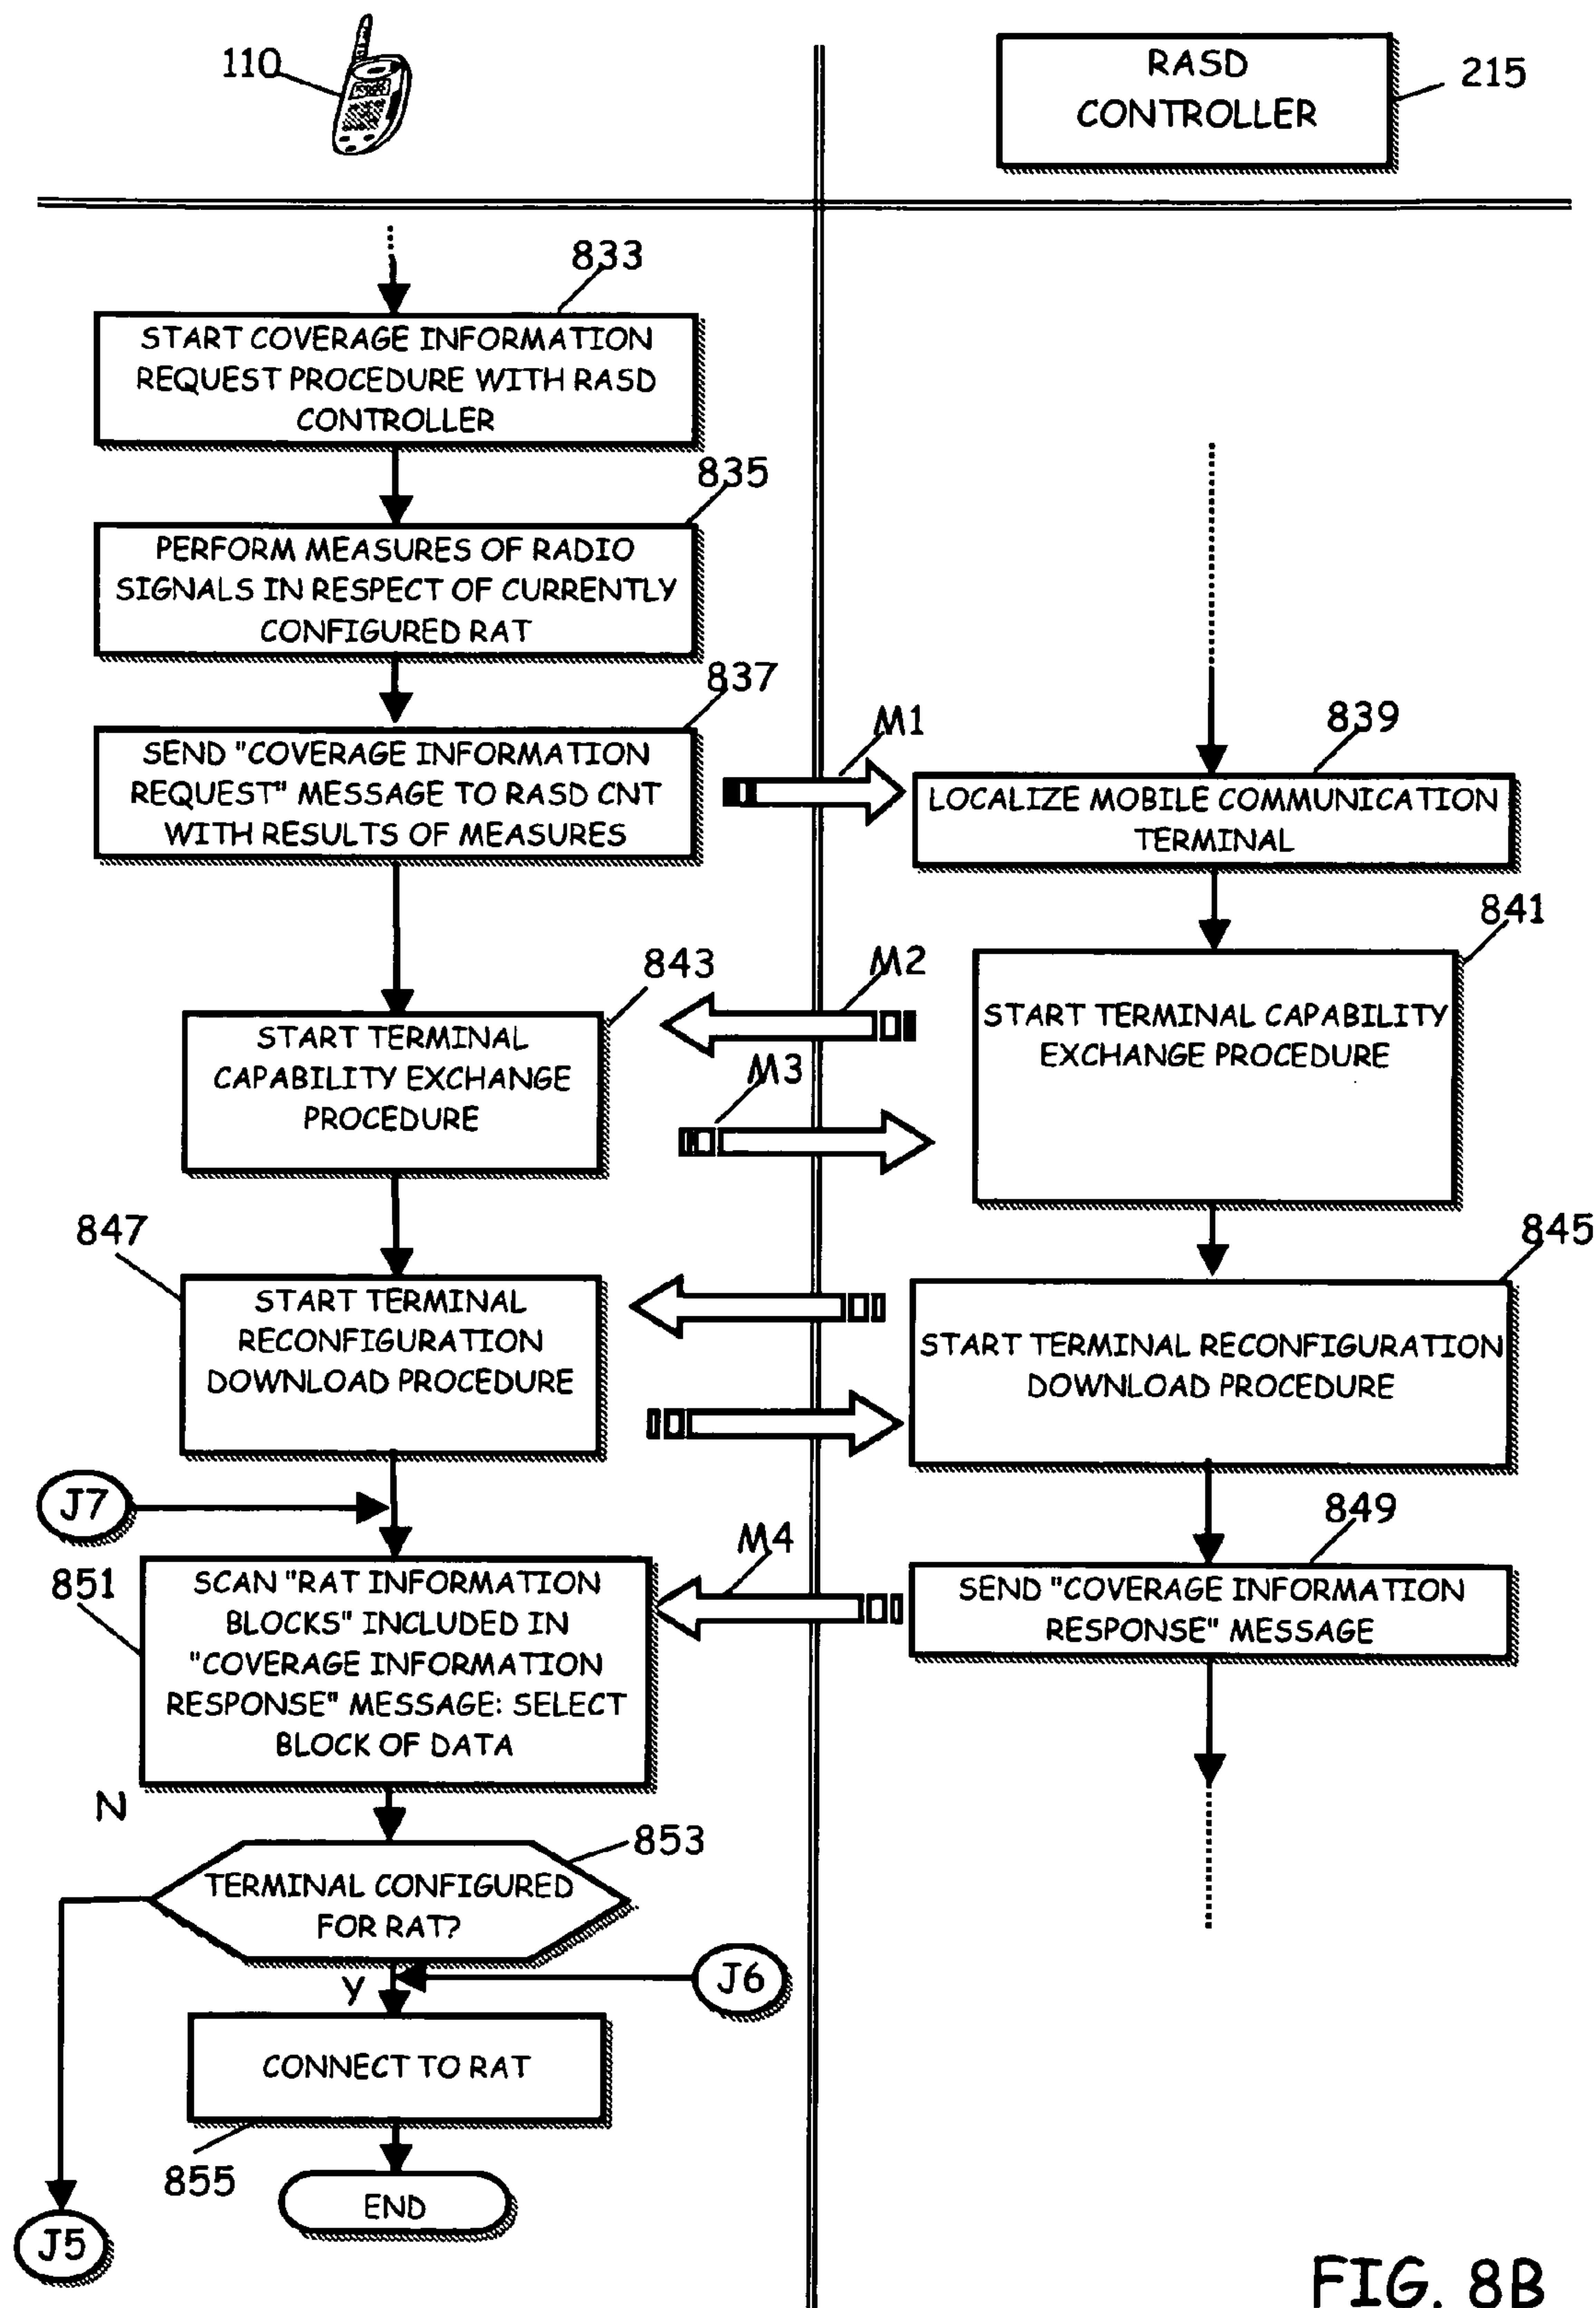 110
RASD
CONTROLLER
215
833
START COVERAGE INFORMATION
REQUEST PROCEDURE WITH RASD
CONTROLLER
835
PERFORM MEASURES OF RADIO
SIGNALS IN RESPECT OF CURRENTLY
CONFIGURED RAT
837
SEND "COVERAGE INFORMATION
REQUEST" MESSAGE TO RASD CNT
WITH RESULTS OF MEASURES
M1
839
LOCALIZE MOBILE COMMUNICATION
TERMINAL
841
START TERMINAL CAPABILITY
EXCHANGE PROCEDURE
843
M2
START TERMINAL
CAPABILITY EXCHANGE
PROCEDURE
M3
845
START TERMINAL RECONFIGURATION
DOWNLOAD PROCEDURE
847
START TERMINAL
RECONFIGURATION
DOWNLOAD PROCEDURE
J7
849
SEND "COVERAGE INFORMATION
RESPONSE" MESSAGE
M4
851
SCAN "RAT INFORMATION
BLOCKS" INCLUDED IN
"COVERAGE INFORMATION
RESPONSE" MESSAGE: SELECT
BLOCK OF DATA
N
853
TERMINAL CONFIGURED
FOR RAT?
Y
J6
CONNECT TO RAT
855
END
J5
FIG. 8B